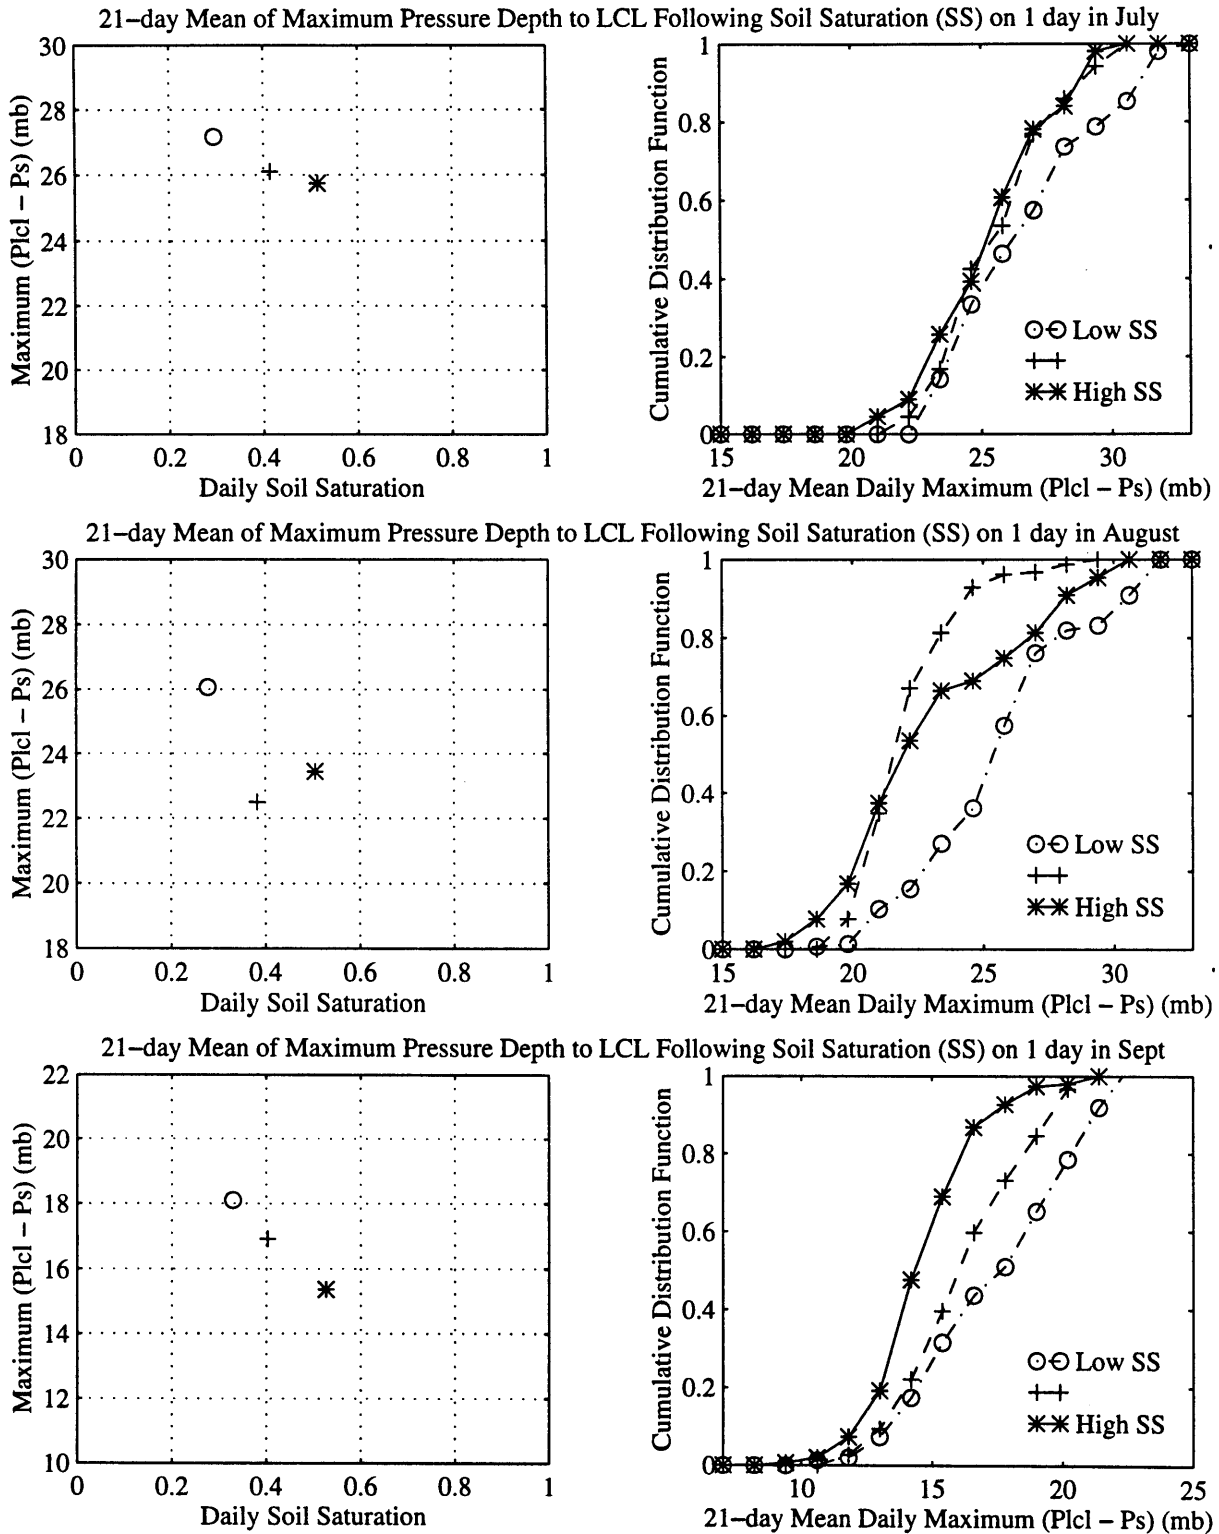 21–day Mean of Maximum Pressure Depth to LCL Following Soil Saturation (SS) on 1 day in July
Maximum (Plcl – Ps) (mb)
30
28
26
24
22
20
18
0 0.2 0.4 0.6 0.8 1
Daily Soil Saturation
Cumulative Distribution Function
1
0.8
0.6
0.4
0.2
0
15 20 25 30
21–day Mean Daily Maximum (Plcl – Ps) (mb)
Low SS
High SS
21–day Mean of Maximum Pressure Depth to LCL Following Soil Saturation (SS) on 1 day in August
Maximum (Plcl – Ps) (mb)
30
28
26
24
22
20
18
0 0.2 0.4 0.6 0.8 1
Daily Soil Saturation
Cumulative Distribution Function
1
0.8
0.6
0.4
0.2
0
15 20 25 30
21–day Mean Daily Maximum (Plcl – Ps) (mb)
Low SS
High SS
21–day Mean of Maximum Pressure Depth to LCL Following Soil Saturation (SS) on 1 day in Sept
Maximum (Plcl – Ps) (mb)
22
20
18
16
14
12
10
0 0.2 0.4 0.6 0.8 1
Daily Soil Saturation
Cumulative Distribution Function
1
0.8
0.6
0.4
0.2
0
10 15 20 25
21–day Mean Daily Maximum (Plcl – Ps) (mb)
Low SS
High SS